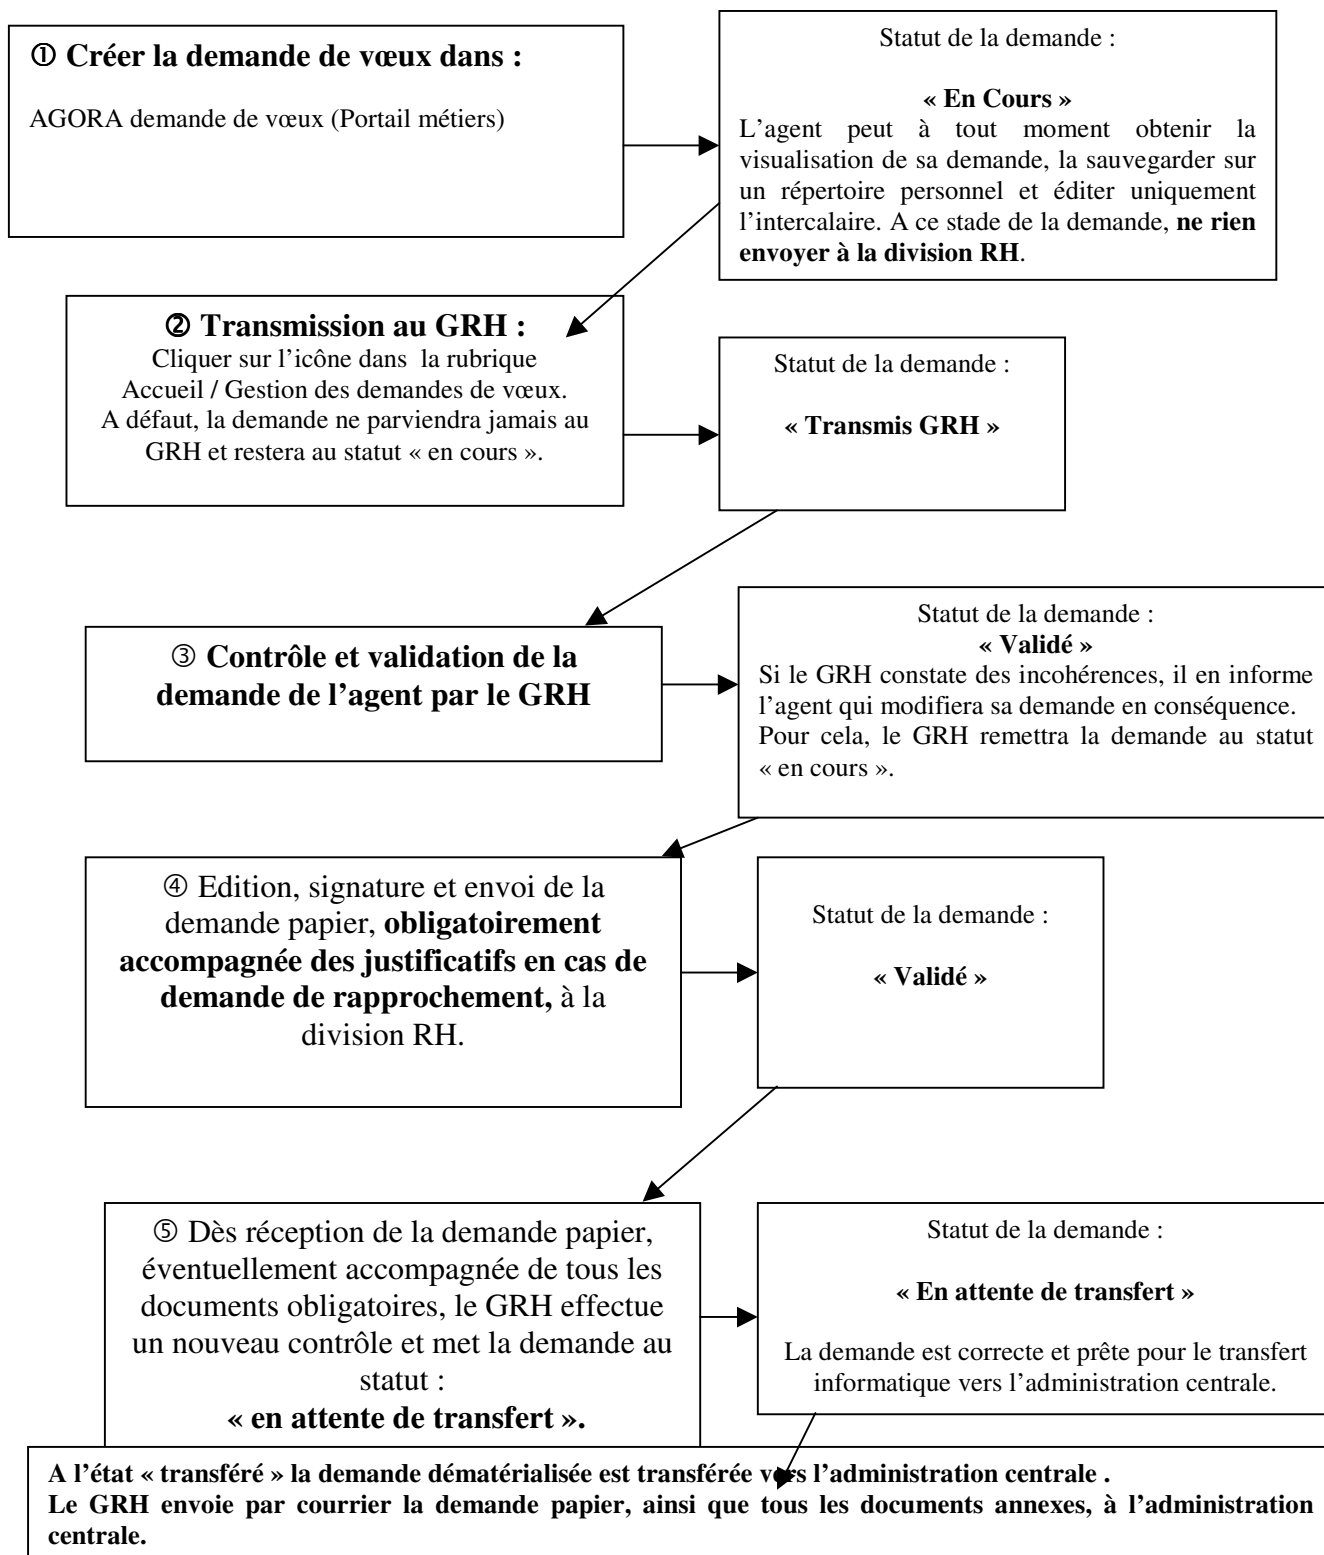 ① Créer la demande de vœux dans :
AGORA demande de vœux (Portail métiers)
Statut de la demande :
« En Cours »
L’agent peut à tout moment obtenir la
visualisation de sa demande, la sauvegarder sur
un répertoire personnel et éditer uniquement
l’intercalaire. A ce stade de la demande, ne rien
envoyer à la division RH.
② Transmission au GRH :
Cliquer sur l’icône dans la rubrique
Accueil / Gestion des demandes de vœux.
A défaut, la demande ne parviendra jamais au
GRH et restera au statut « en cours ».
Statut de la demande :
« Transmis GRH »
③ Contrôle et validation de la
demande de l’agent par le GRH
Statut de la demande :
« Validé »
Si le GRH constate des incohérences, il en informe
l’agent qui modifiera sa demande en conséquence.
Pour cela, le GRH remettra la demande au statut
« en cours ».
④ Edition, signature et envoi de la
demande papier, obligatoirement
accompagnée des justificatifs en cas de
demande de rapprochement, à la
division RH.
Statut de la demande :
« Validé »
⑤ Dès réception de la demande papier,
éventuellement accompagnée de tous les
documents obligatoires, le GRH effectue
un nouveau contrôle et met la demande au
statut :
« en attente de transfert ».
Statut de la demande :
« En attente de transfert »
La demande est correcte et prête pour le transfert
informatique vers l’administration centrale.
A l’état « transféré » la demande dématérialisée est transférée vers l’administration centrale .
Le GRH envoie par courrier la demande papier, ainsi que tous les documents annexes, à l’administration
centrale.